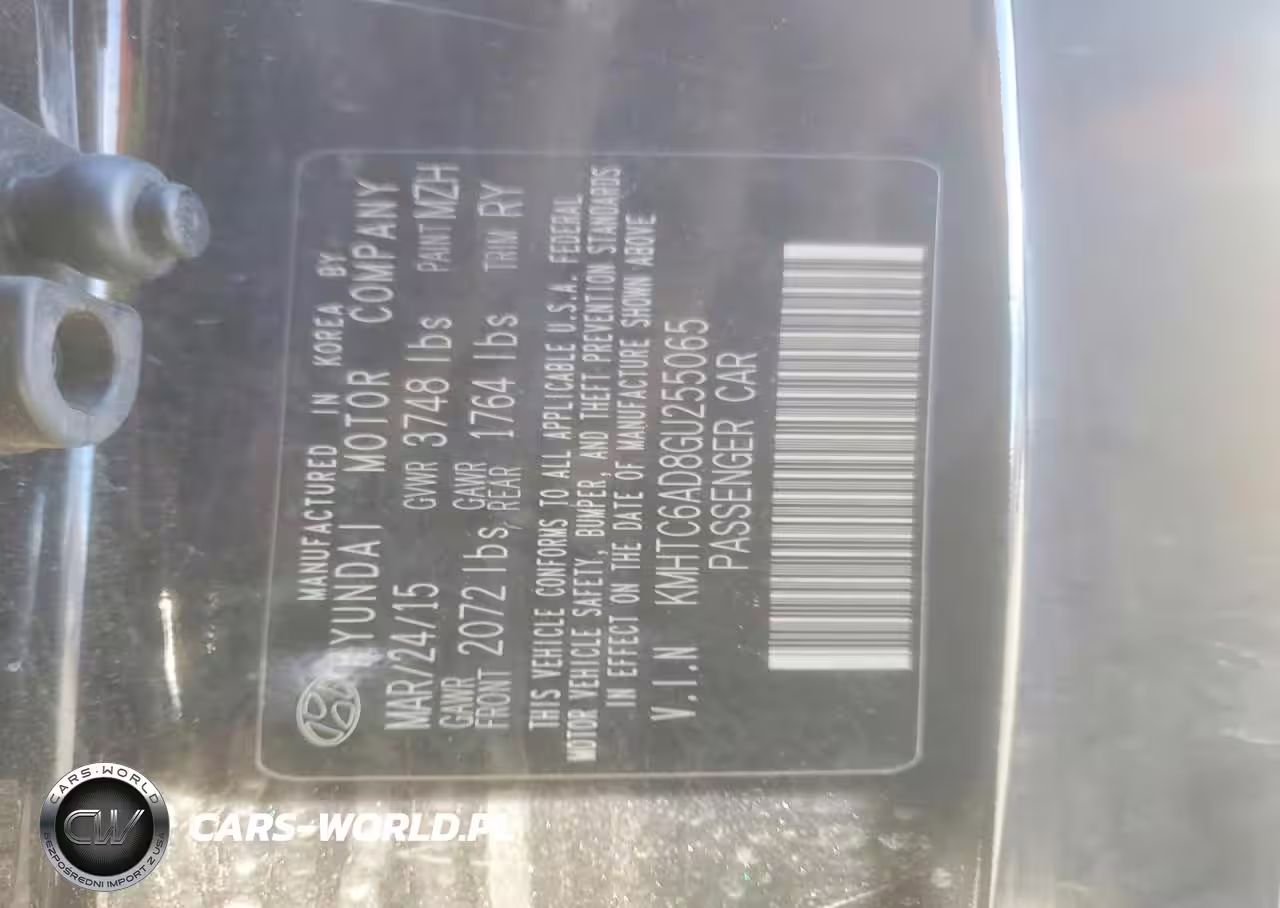 MANUFACTURED IN KOREA BY
HYUNDAI MOTOR COMPANY
MAR/24/15 GVWR 3748 lbs PAINT MZH
GAWR FRONT 2072 lbs, GAWR REAR 1764 lbs TRIM RY
THIS VEHICLE CONFORMS TO ALL APPLICABLE U.S.A. FEDERAL
MOTOR VEHICLE SAFETY, BUMPER, AND THEFT PREVENTION STANDARDS
IN EFFECT ON THE DATE OF MANUFACTURE SHOWN ABOVE
V.I.N KMHTC6AD8GU255065
PASSENGER CAR
CARS-WORLD
CW
BEZPOŚREDNI IMPORT Z USA
CARS-WORLD.PL